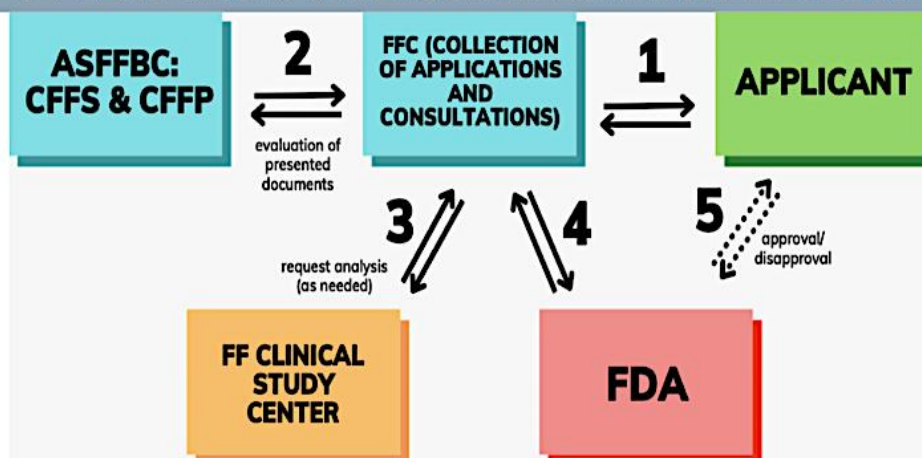 ASFFBC:
CFFS & CFFP
2
evaluation of
presented
documents
FFC (COLLECTION
OF APPLICATIONS
AND
CONSULTATIONS)
1
APPLICANT
3
request analysis
(as needed)
4
5
approval/
disapproval
FF CLINICAL
STUDY
CENTER
FDA